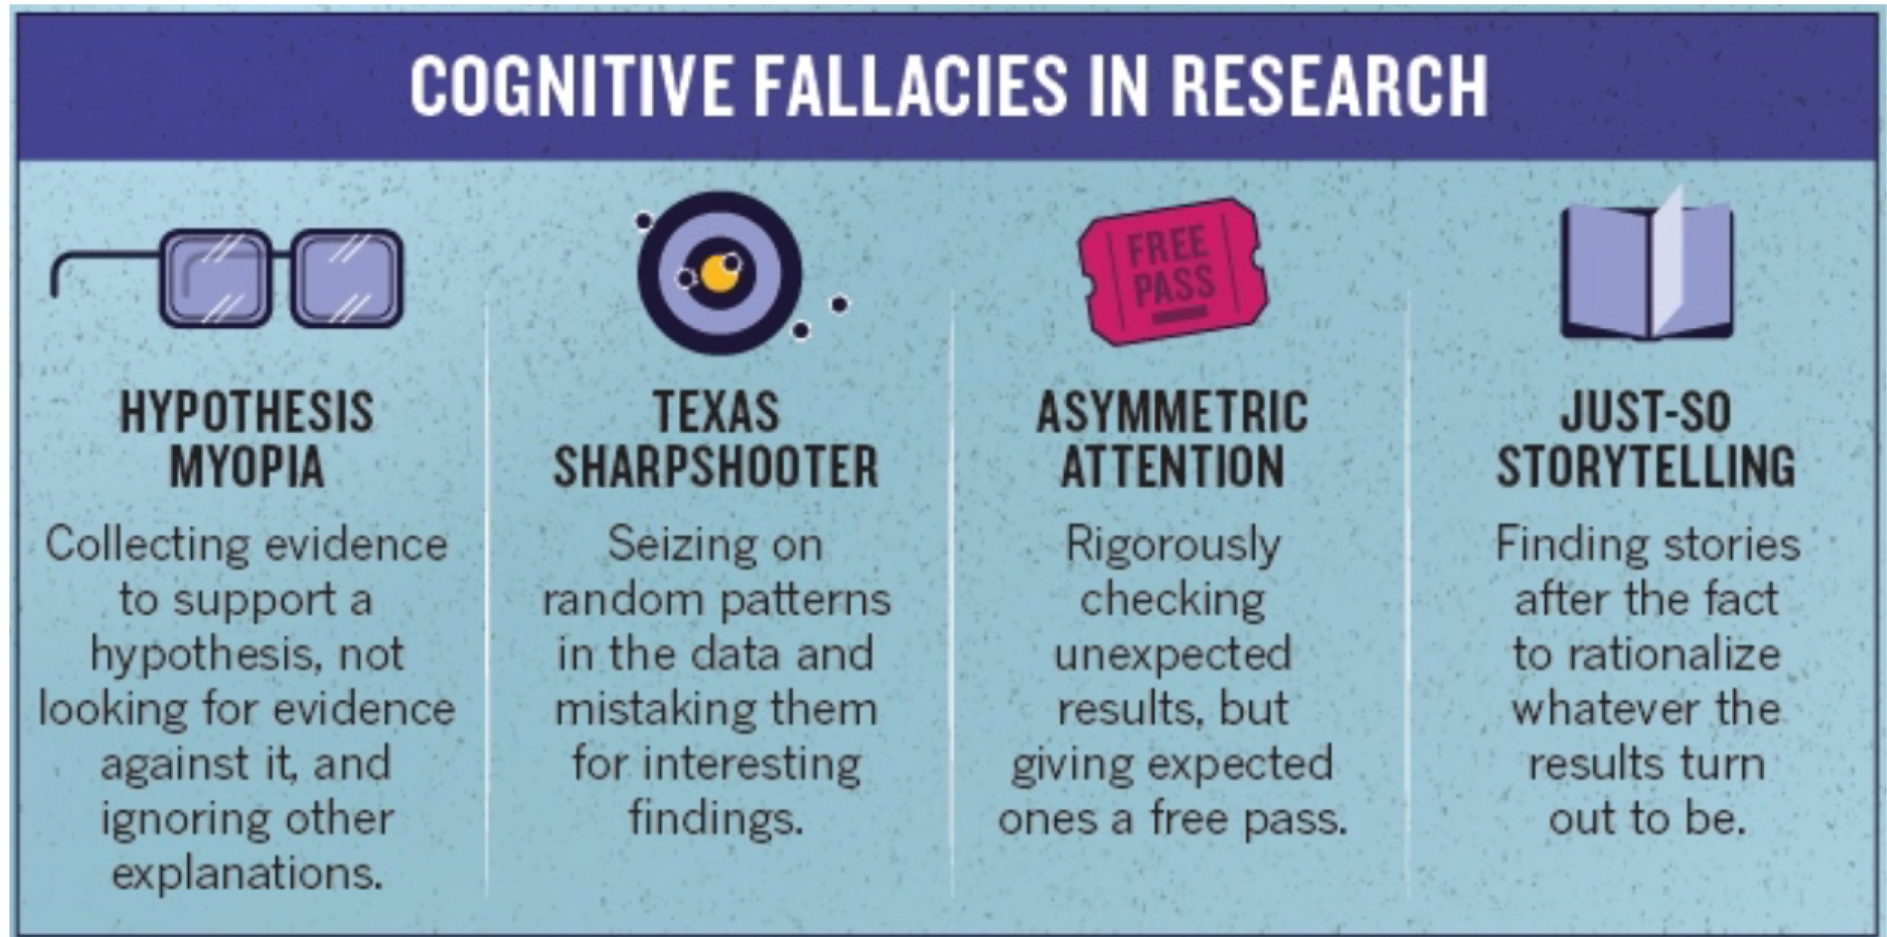 COGNITIVE FALLACIES IN RESEARCH
FREE
PASS
HYPOTHESIS
MYOPIA
Collecting evidence
to support a
hypothesis, not
looking for evidence
against it, and
ignoring other
explanations.
TEXAS
SHARPSHOOTER
Seizing on
random patterns
in the data and
mistaking them
for interesting
findings.
ASYMMETRIC
ATTENTION
Rigorously
checking
unexpected
results, but
giving expected
ones a free pass.
JUST-SO
STORYTELLING
Finding stories
after the fact
to rationalize
whatever the
results turn
out to be.